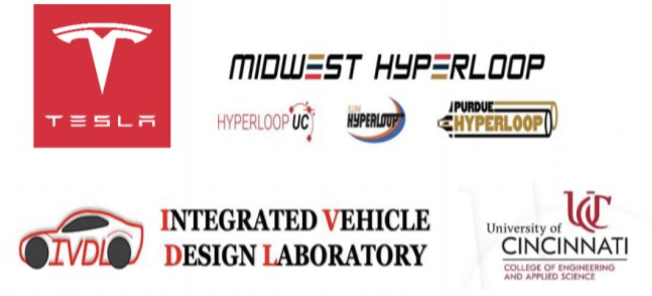 TESLA
MIDWEST HYPERLOOP
HYPERLOOP UC
HYPERLOOP
PURDUE
HYPERLOOP
IVDL
INTEGRATED VEHICLE
DESIGN LABORATORY
UC
University of
CINCINNATI
COLLEGE OF ENGINEERING
AND APPLIED SCIENCE